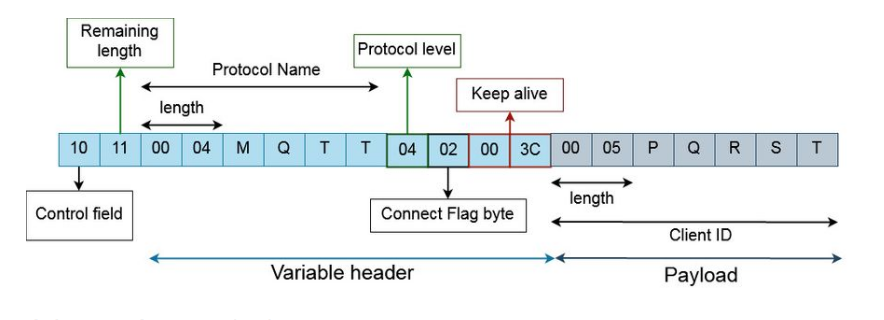 Remaining
length
Protocol level
Protocol Name
Keep alive
length
10 11 00 04 M Q T T 04 02 00 3C 00 05 P Q R S T
Control field
Connect Flag byte
length
Client ID
Variable header
Payload